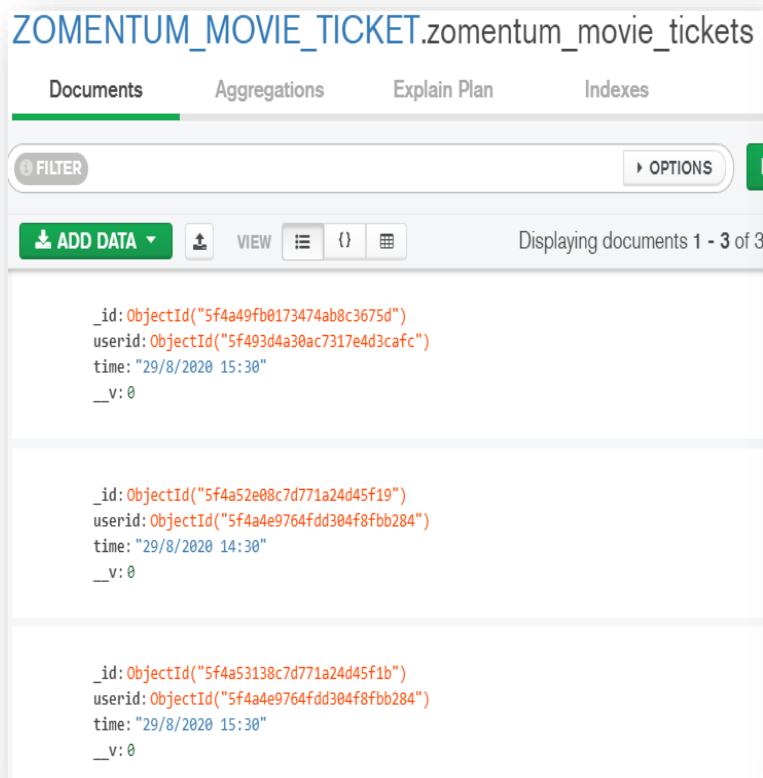 ZOMENTUM_MOVIE_TICKET.zomentum_movie_tickets
Documents Aggregations Explain Plan Indexes
FILTER OPTIONS
ADD DATA VIEW {} Displaying documents 1 - 3 of 3
_id: ObjectId("5f4a49fb0173474ab8c3675d")
userid: ObjectId("5f493d4a30ac7317e4d3cafc")
time: "29/8/2020 15:30"
__v: 0
_id: ObjectId("5f4a52e08c7d771a24d45f19")
userid: ObjectId("5f4a4e9764fdd304f8fbb284")
time: "29/8/2020 14:30"
__v: 0
_id: ObjectId("5f4a53138c7d771a24d45f1b")
userid: ObjectId("5f4a4e9764fdd304f8fbb284")
time: "29/8/2020 15:30"
__v: 0